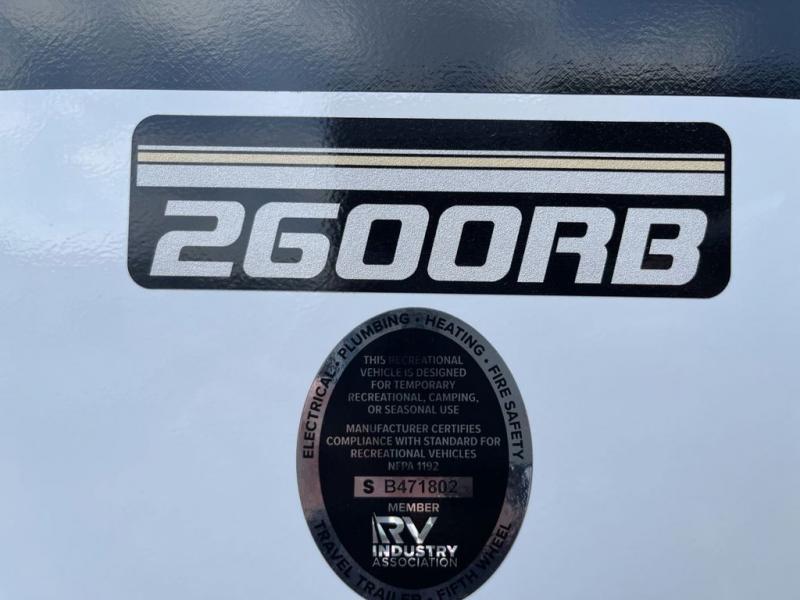 2600RB
ELECTRICAL • PLUMBING • HEATING • FIRE SAFETY
THIS RECREATIONAL
VEHICLE IS DESIGNED
FOR TEMPORARY
RECREATIONAL, CAMPING,
OR SEASONAL USE
MANUFACTURER CERTIFIES
COMPLIANCE WITH STANDARD FOR
RECREATIONAL VEHICLES
NFPA 1192
S B471802
MEMBER
RV
INDUSTRY
ASSOCIATION
TRAVEL TRAILER • FIFTH WHEEL